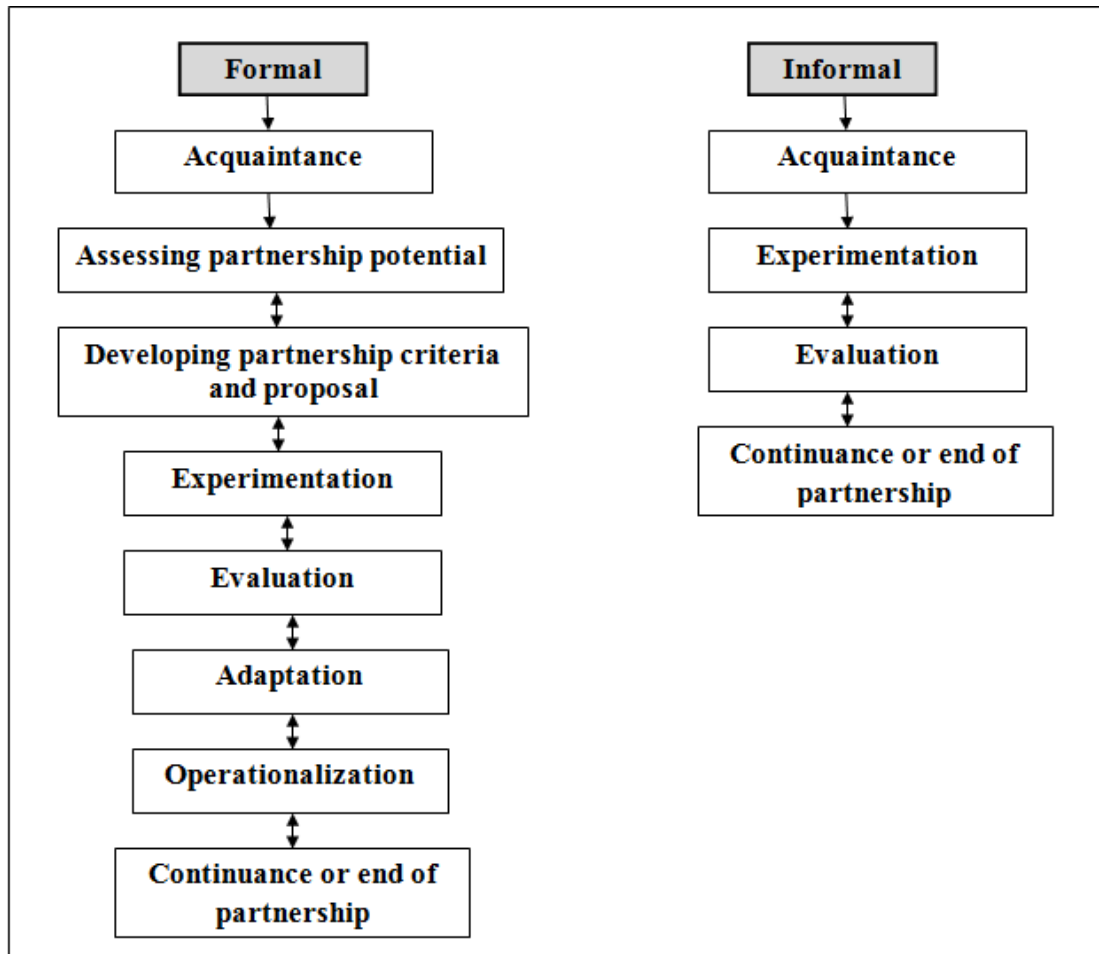 Formal
Acquaintance
Assessing partnership potential
Developing partnership criteria
and proposal
Experimentation
Evaluation
Adaptation
Operationalization
Continuance or end of
partnership
Informal
Acquaintance
Experimentation
Evaluation
Continuance or end of
partnership